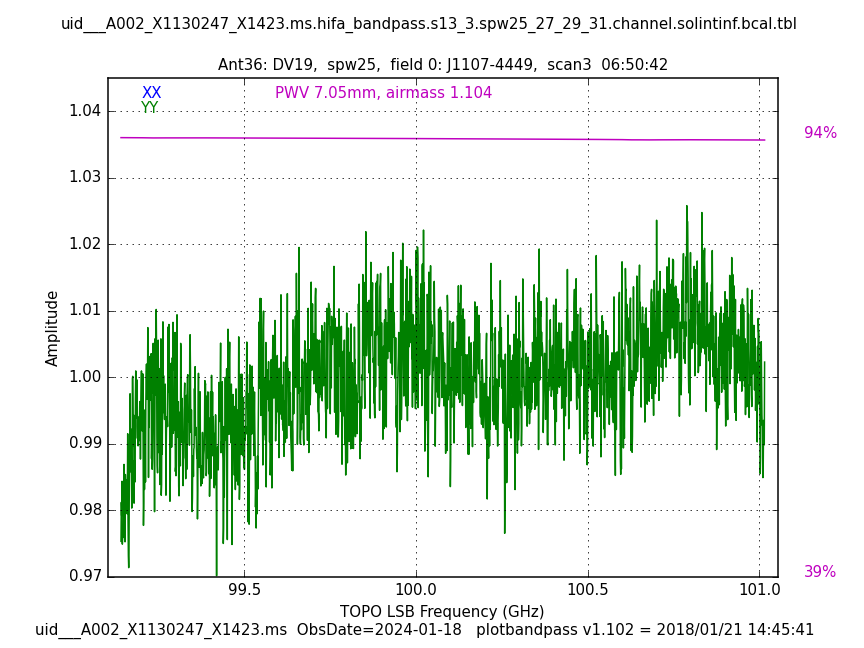 uid___A002_X1130247_X1423.ms.hifa_bandpass.s13_3.spw25_27_29_31.channel.solintinf.bcal.tbl
Ant36: DV19,  spw25,  field 0: J1107-4449,  scan3  06:50:42
XX
PWV 7.05mm, airmass 1.104
YY
94%
39%
1.04
1.03
1.02
1.01
1.00
0.99
0.98
0.97
Amplitude
99.5
100.0
100.5
101.0
TOPO LSB Frequency (GHz)
uid___A002_X1130247_X1423.ms  ObsDate=2024-01-18   plotbandpass v1.102 = 2018/01/21 14:45:41